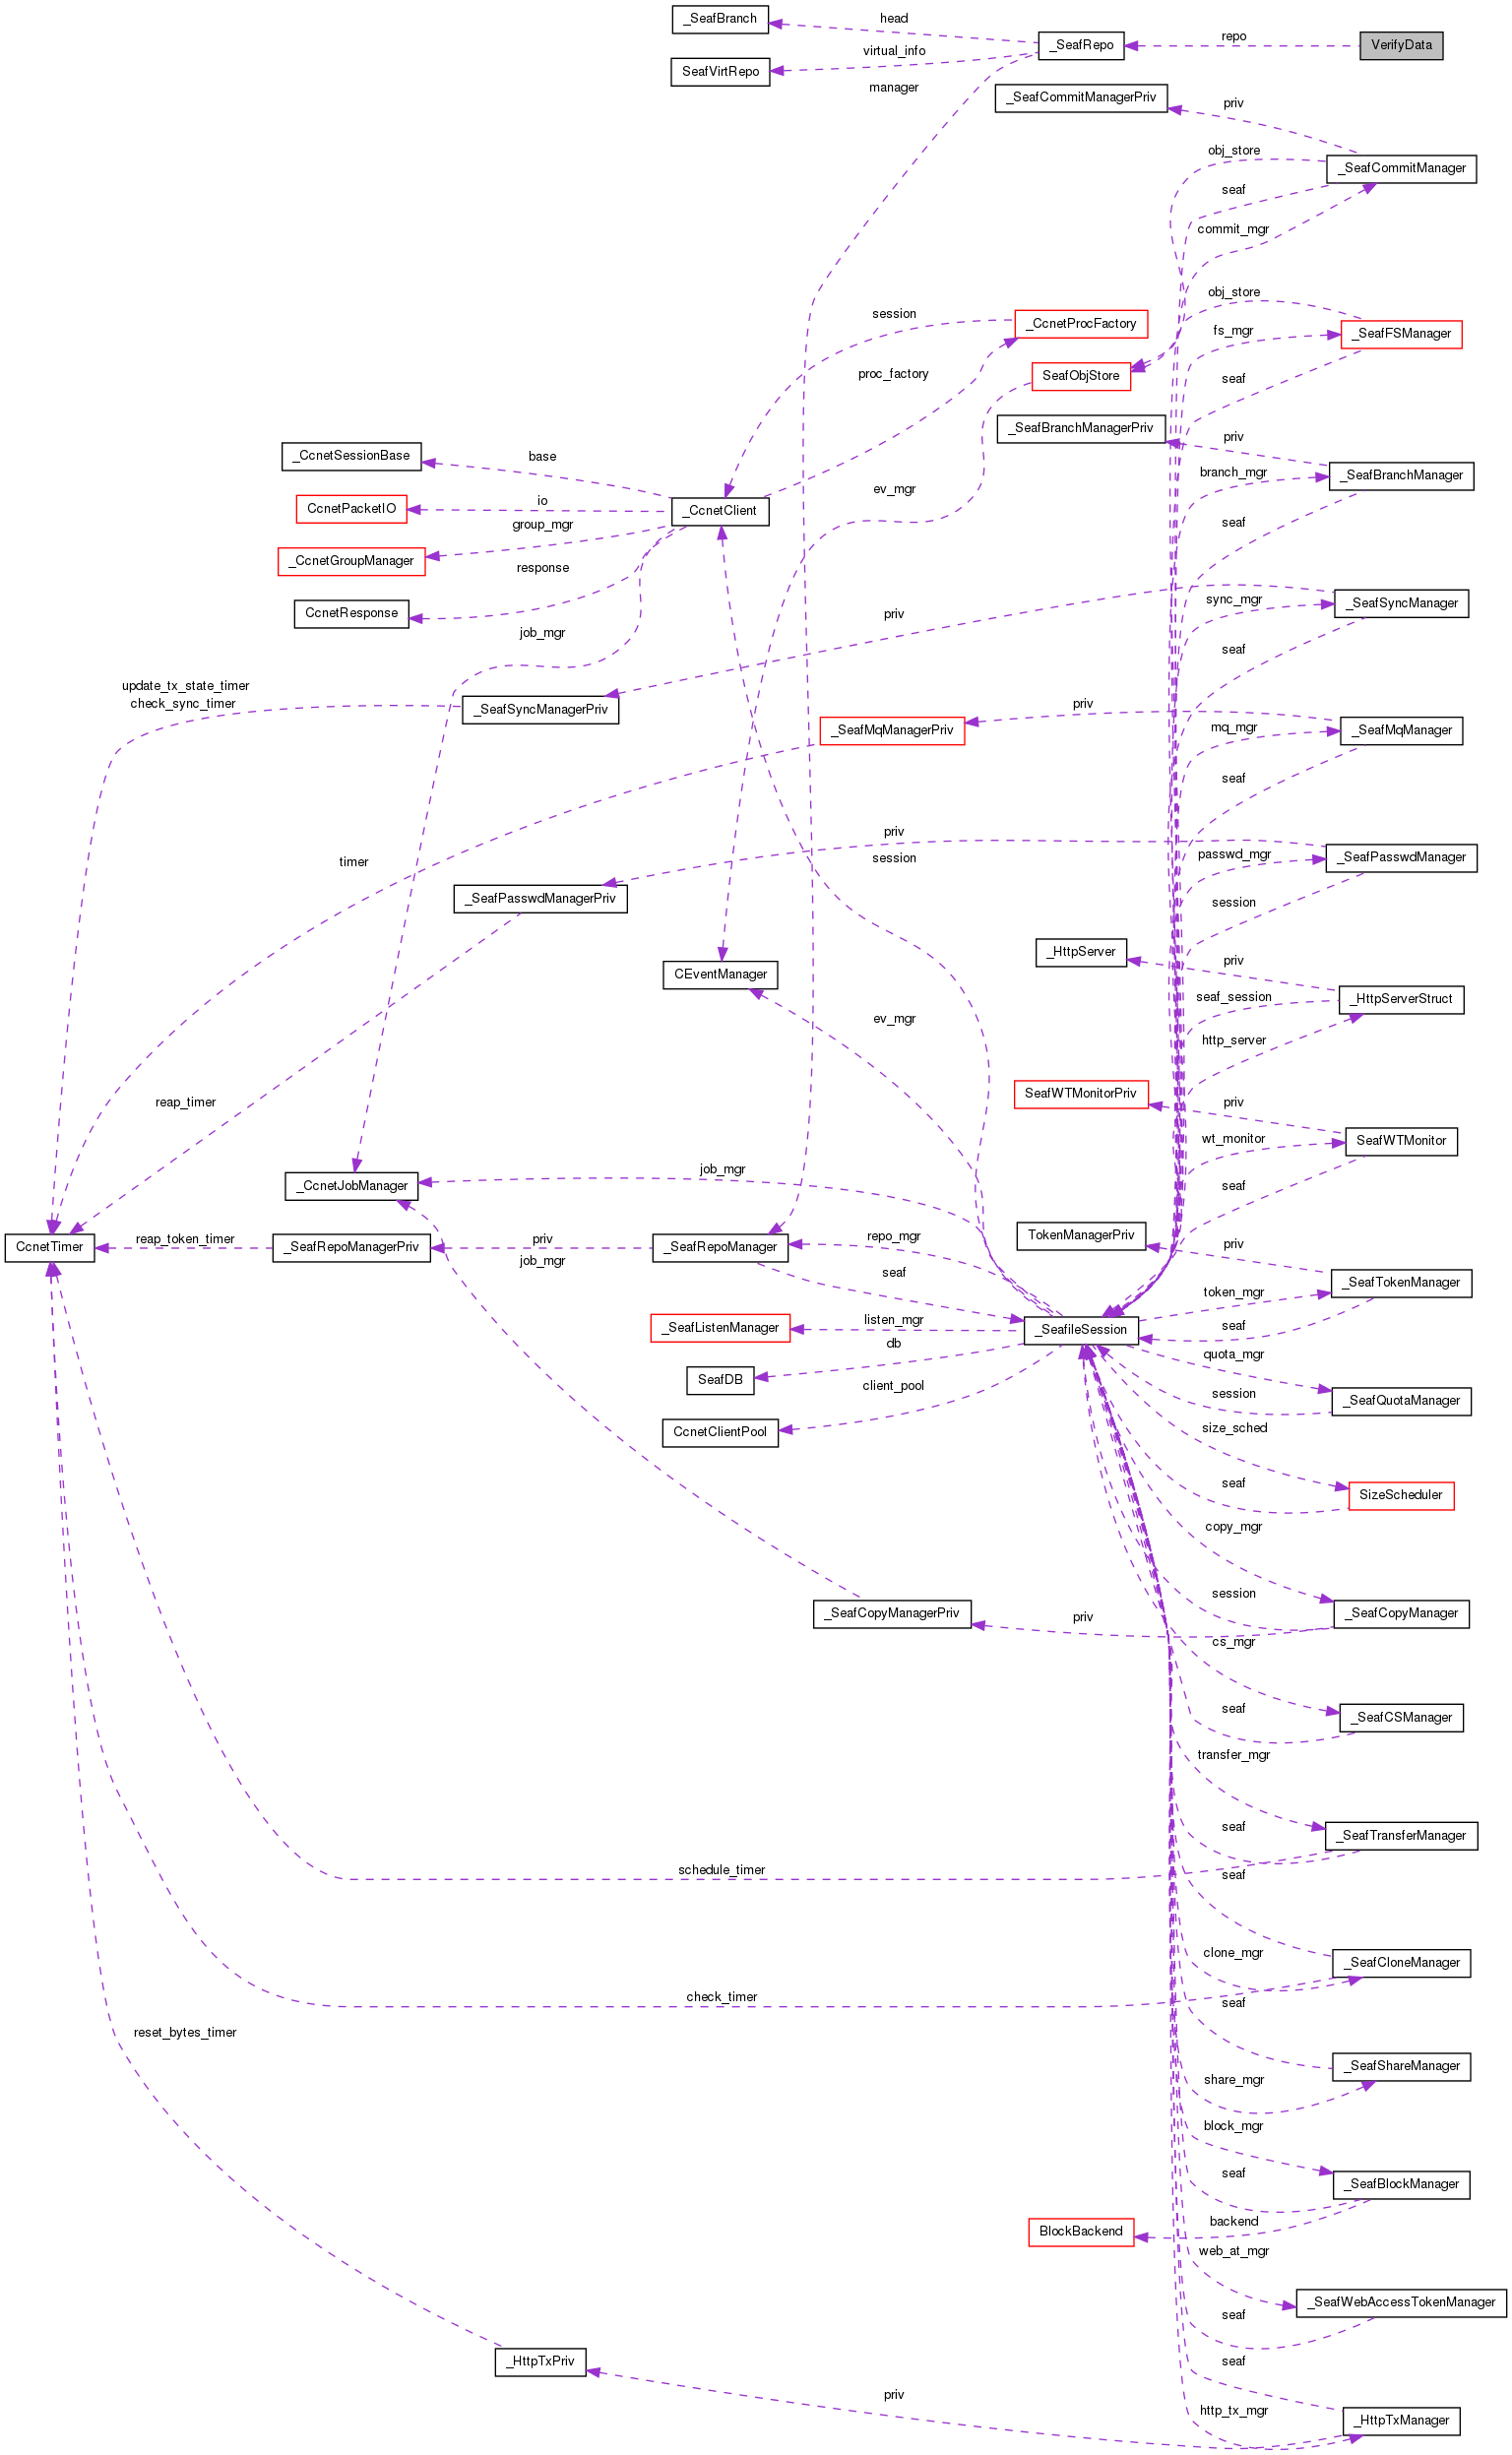 _SeafBranch
head
_SeafRepo
repo
VerifyData
virtual_info
SeafVirtRepo
manager
_SeafCommitManagerPriv
priv
obj_store
_SeafCommitManager
seaf
commit_mgr
obj_store
session
_CcnetProcFactory
fs_mgr
_SeafFSManager
proc_factory
SeafObjStore
seaf
_SeafBranchManagerPriv
priv
_CcnetSessionBase
base
branch_mgr
_SeafBranchManager
ev_mgr
io
CcnetPacketIO
_CcnetClient
group_mgr
seaf
_CcnetGroupManager
response
CcnetResponse
priv
sync_mgr
_SeafSyncManager
job_mgr
seaf
update_tx_state_timer
check_sync_timer
_SeafSyncManagerPriv
priv
_SeafMqManagerPriv
mq_mgr
_SeafMqManager
seaf
priv
timer
session
passwd_mgr
_SeafPasswdManager
_SeafPasswdManagerPriv
session
_HttpServer
priv
CEventManager
seaf_session
_HttpServerStruct
ev_mgr
http_server
reap_timer
SeafWTMonitorPriv
priv
wt_monitor
SeafWTMonitor
job_mgr
_CcnetJobManager
seaf
TokenManagerPriv
priv
CcnetTimer
reap_token_timer
_SeafRepoManagerPriv
priv
_SeafRepoManager
repo_mgr
job_mgr
seaf
token_mgr
_SeafTokenManager
_SeafListenManager
listen_mgr
_SeafileSession
seaf
db
SeafDB
quota_mgr
client_pool
session
_SeafQuotaManager
CcnetClientPool
size_sched
seaf
SizeScheduler
copy_mgr
session
_SeafCopyManager
_SeafCopyManagerPriv
priv
cs_mgr
seaf
_SeafCSManager
transfer_mgr
seaf
_SeafTransferManager
schedule_timer
seaf
clone_mgr
_SeafCloneManager
check_timer
seaf
reset_bytes_timer
_SeafShareManager
share_mgr
block_mgr
seaf
_SeafBlockManager
BlockBackend
backend
web_at_mgr
_SeafWebAccessTokenManager
seaf
_HttpTxPriv
seaf
priv
http_tx_mgr
_HttpTxManager